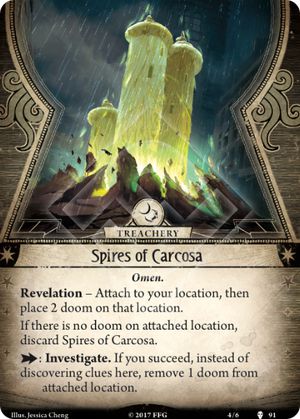 TREACHERY
Spires of Carcosa
Omen.
Revelation – Attach to your location, then
place 2 doom on that location.
If there is no doom on attached location,
discard Spires of Carcosa.
: Investigate. If you succeed, instead of
discovering clues here, remove 1 doom from
attached location.
Illus. Jessica Cheng © 2017 FFG 4/6 91